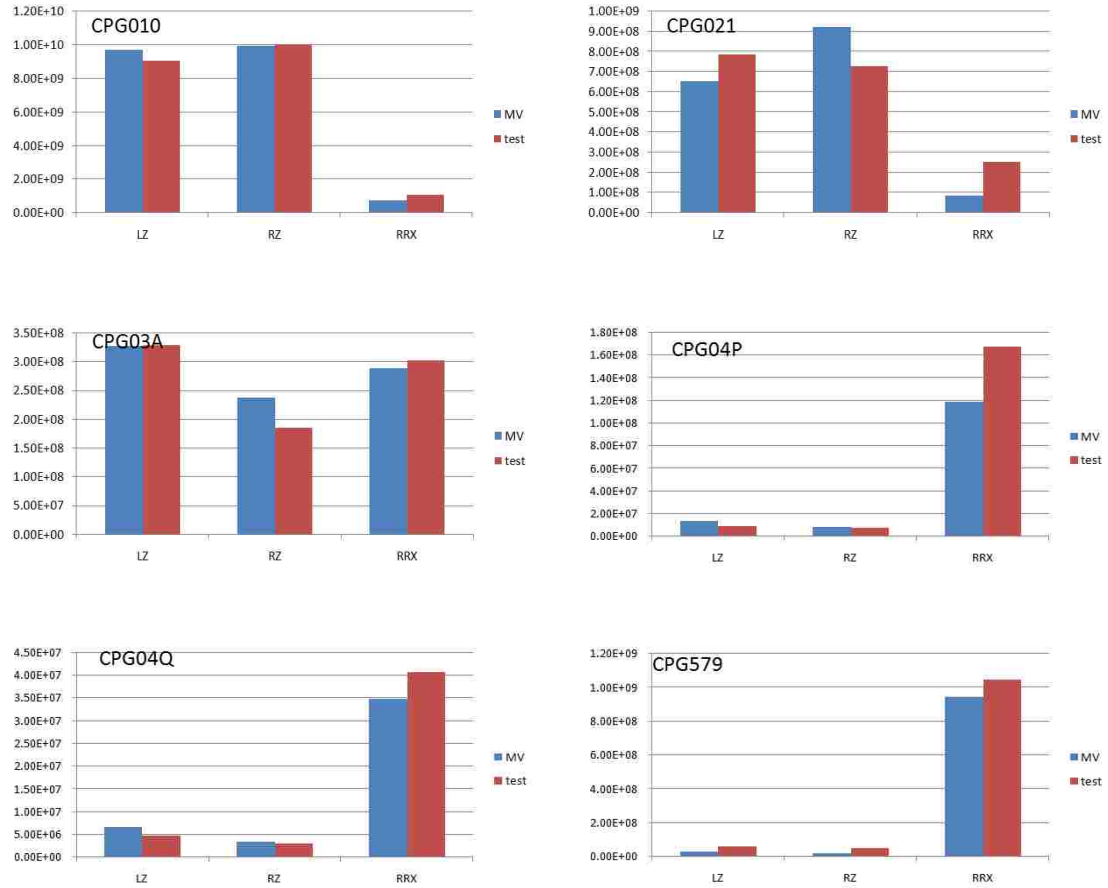 CPG010
1.20E+10
1.00E+10
8.00E+09
6.00E+09
4.00E+09
2.00E+09
0.00E+00
LZ RZ RRX
MV
test
CPG021
1.00E+09
9.00E+08
8.00E+08
7.00E+08
6.00E+08
5.00E+08
4.00E+08
3.00E+08
2.00E+08
1.00E+08
0.00E+00
LZ RZ RRX
MV
test
CPG03A
3.50E+08
3.00E+08
2.50E+08
2.00E+08
1.50E+08
1.00E+08
5.00E+07
0.00E+00
LZ RZ RRX
MV
test
CPG04P
1.80E+08
1.60E+08
1.40E+08
1.20E+08
1.00E+08
8.00E+07
6.00E+07
4.00E+07
2.00E+07
0.00E+00
LZ RZ RRX
MV
test
CPG04Q
4.50E+07
4.00E+07
3.50E+07
3.00E+07
2.50E+07
2.00E+07
1.50E+07
1.00E+07
5.00E+06
0.00E+00
LZ RZ RRX
MV
test
CPG579
1.20E+09
1.00E+09
8.00E+08
6.00E+08
4.00E+08
2.00E+08
0.00E+00
LZ RZ RRX
MV
test